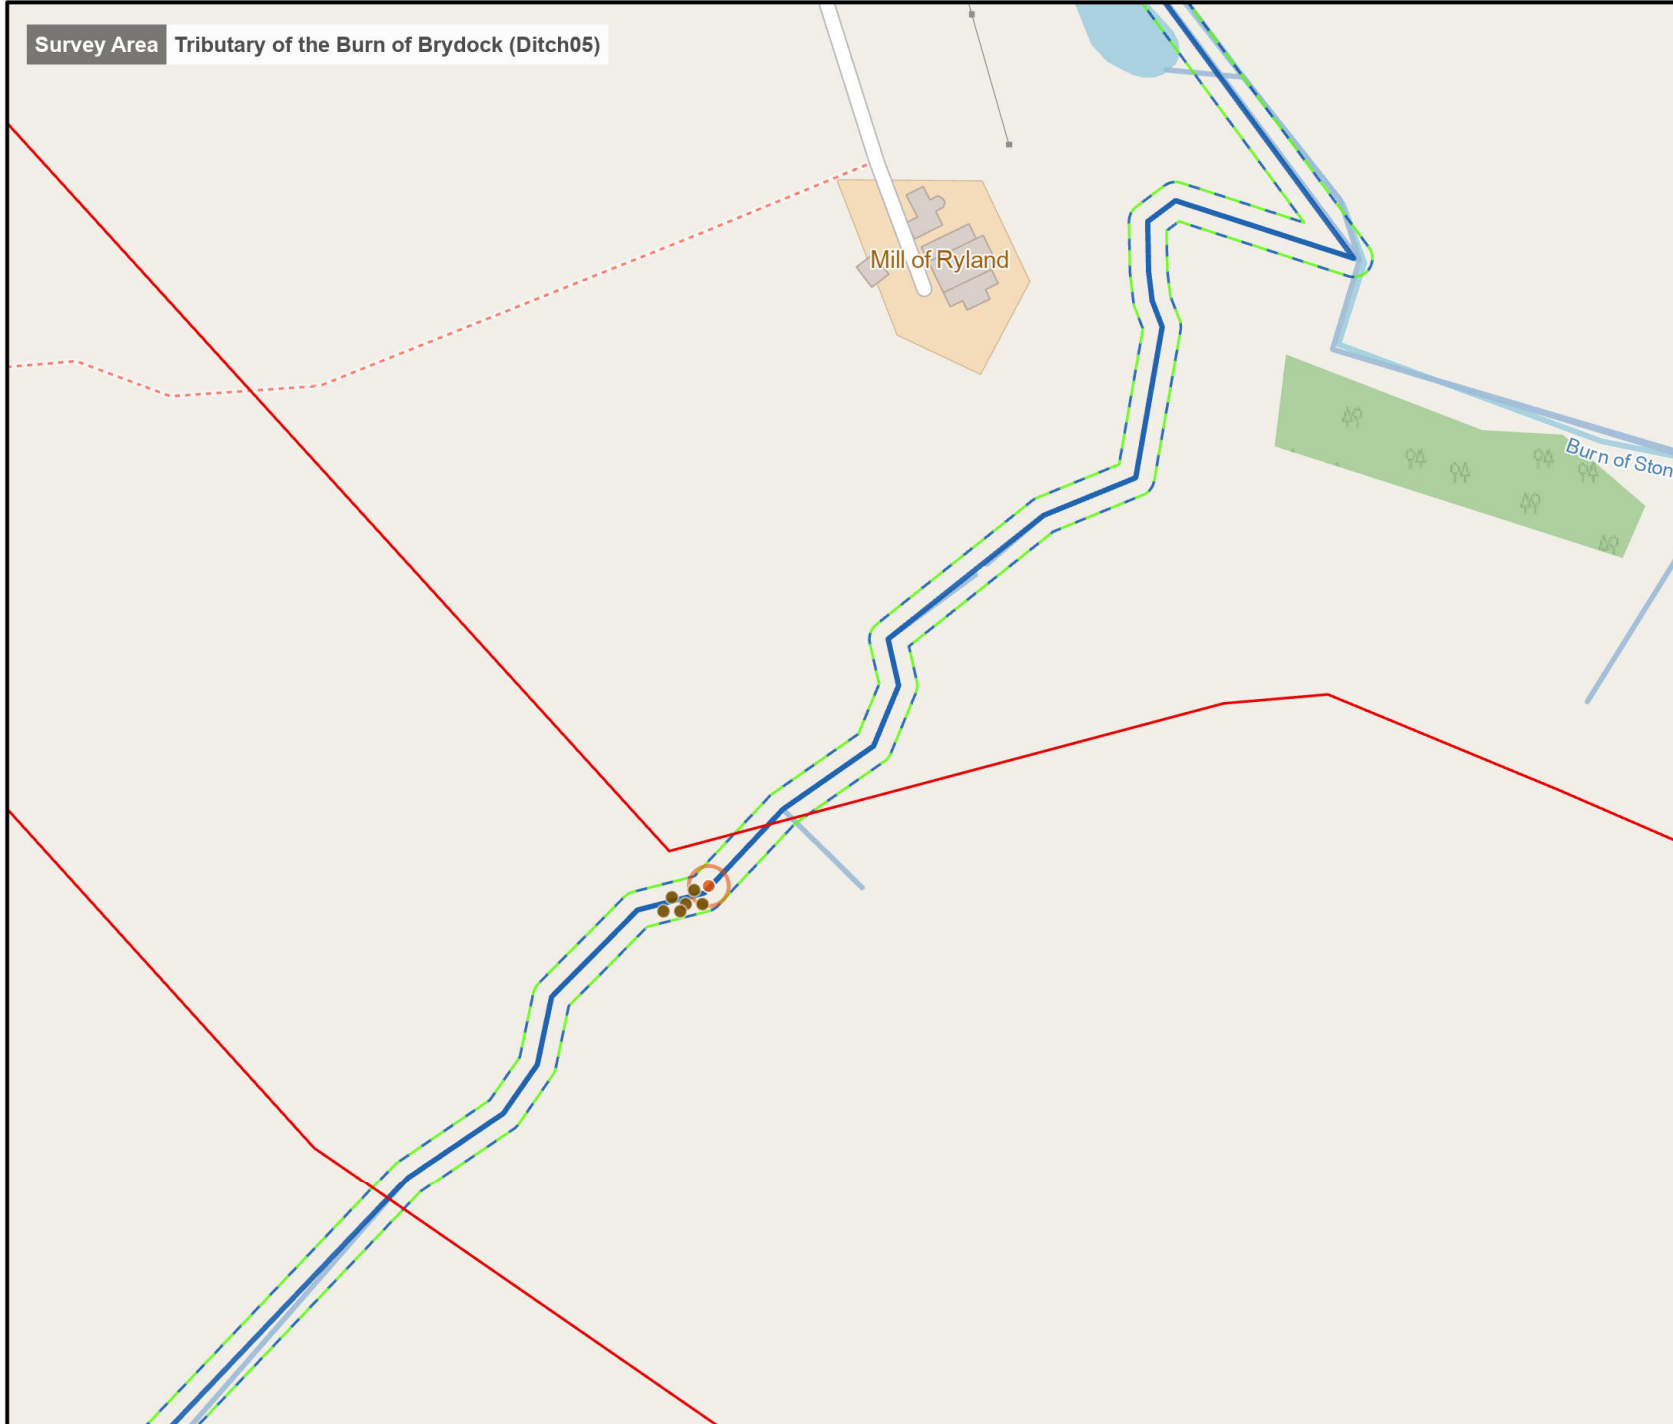 Survey Area Tributary of the Burn of Brydock (Ditch05)
Mill of Ryland
Burn of Ston